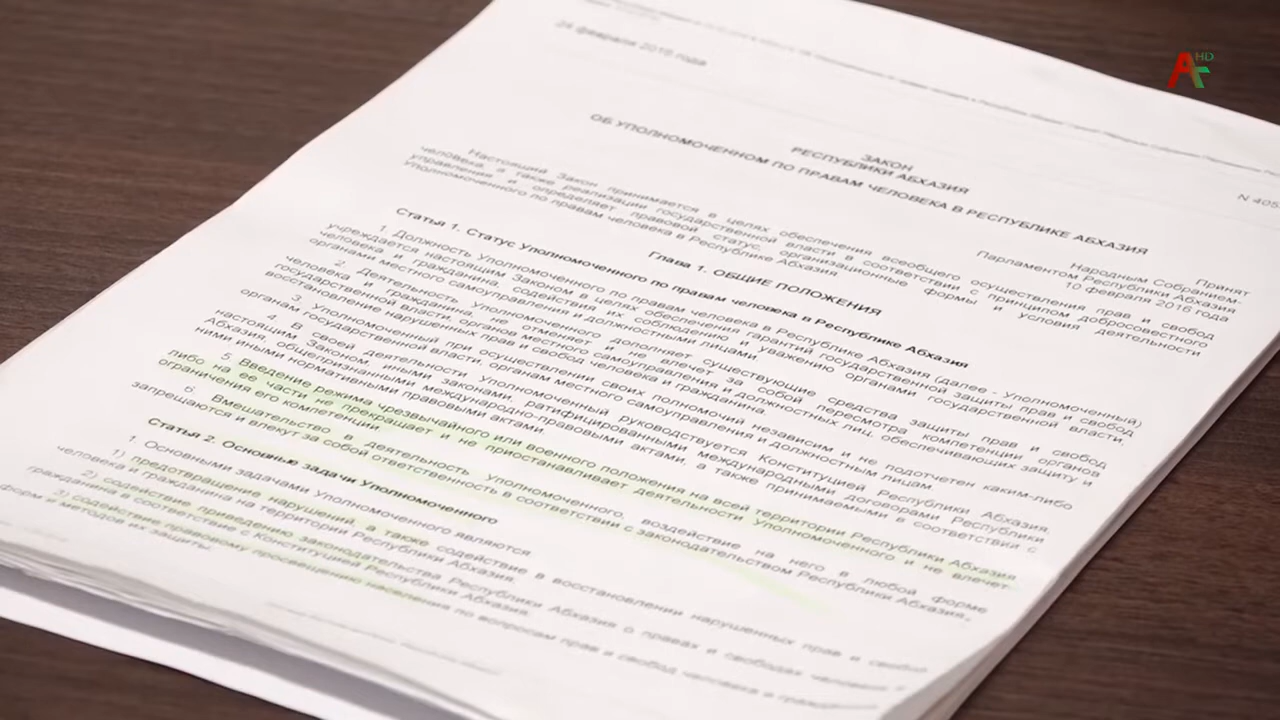 24 февраля 2016 года
N 405
ЗАКОН
РЕСПУБЛИКИ АБХАЗИЯ
ОБ УПОЛНОМОЧЕННОМ ПО ПРАВАМ ЧЕЛОВЕКА В РЕСПУБЛИКЕ АБХАЗИЯ
Принят
Народным Собранием-
Парламентом Республики Абхазия
10 февраля 2016 года
Настоящий Закон принимается в целях обеспечения всеобщего осуществления прав и свобод
человека, а также реализации государственной власти в соответствии с принципом добросовестного
управления и определяет правовой статус, организационные формы и условия деятельности
Уполномоченного по правам человека в Республике Абхазия
Глава 1. ОБЩИЕ ПОЛОЖЕНИЯ
Статья 1. Статус Уполномоченного по правам человека в Республике Абхазия
1. Должность Уполномоченного по правам человека в Республике Абхазия (далее - Уполномоченный)
учреждается настоящим Законом в целях обеспечения гарантий государственной защиты прав и свобод
человека и гражданина, содействия их соблюдению и уважению органами государственной власти,
органами местного самоуправления и должностными лицами
2. Деятельность Уполномоченного дополняет существующие средства защиты прав и свобод
человека и гражданина, не отменяет и не влечет за собой пересмотра компетенции органов
государственной власти, органов местного самоуправления и должностных лиц, обеспечивающих защиту и
восстановление нарушенных прав и свобод человека и гражданина.
3. Уполномоченный при осуществлении своих полномочий независим и не подотчетен каким-либо
органам государственной власти, органам местного самоуправления и должностным лицам.
4. В своей деятельности Уполномоченный руководствуется Конституцией Республики Абхазия,
настоящим Законом, иными законами, ратифицированными международными договорами Республики
Абхазия, общепризнанными международно-правовыми актами, а также принимаемыми в соответствии с
ними иными нормативными правовыми актами.
5. Введение режима чрезвычайного или военного положения на всей территории Республики Абхазия
либо на ее части не прекращает и не приостанавливает деятельности Уполномоченного и не влечет
ограничения его компетенции
6. Вмешательство в деятельность Уполномоченного, воздействие на него в любой форме
запрещаются и влекут за собой ответственность в соответствии с законодательством Республики Абхазия.
Статья 2. Основные задачи Уполномоченного
1. Основными задачами Уполномоченного являются
1) предотвращение нарушений, а также содействие в восстановлении нарушенных прав и свобод
человека и гражданина на территории Республики Абхазия.
2) содействие приведению законодательства Республики Абхазия о правах и свободах человека и
гражданина в соответствие с Конституцией Республики Абхазия.
3) содействие правовому просвещению населения по вопросам прав и свобод человека и гражданина
форм и методов их защиты.
HD